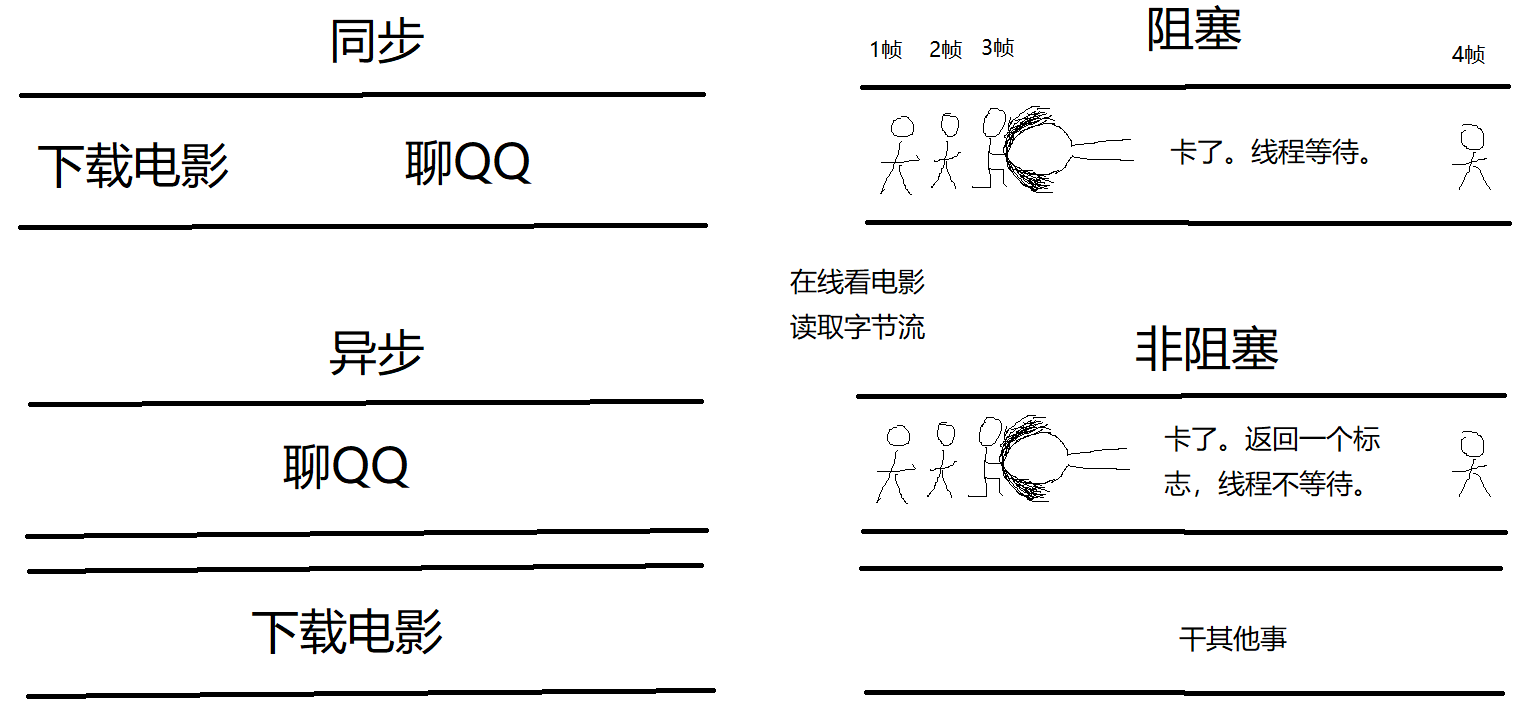 同步
下载电影
聊QQ
异步
聊QQ
下载电影
阻塞
1帧
2帧
3帧
4帧
卡了。线程等待。
在线看电影
读取字节流
非阻塞
卡了。返回一个标
志，线程不等待。
干其他事